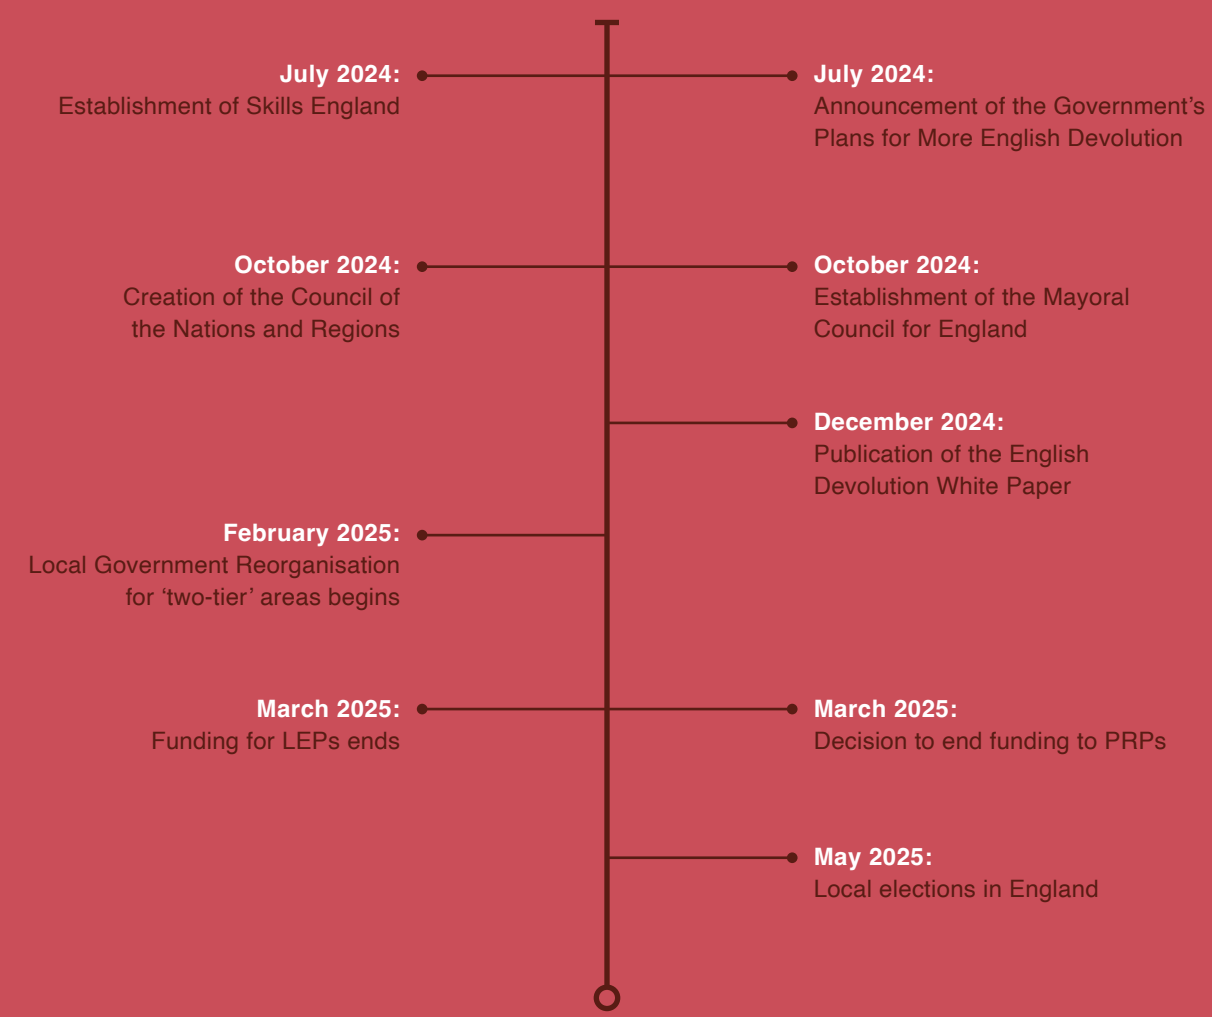 July 2024:
Establishment of Skills England
July 2024:
Announcement of the Government’s
Plans for More English Devolution
October 2024:
Creation of the Council of
the Nations and Regions
October 2024:
Establishment of the Mayoral
Council for England
December 2024:
Publication of the English
Devolution White Paper
February 2025:
Local Government Reorganisation
for ‘two-tier’ areas begins
March 2025:
Funding for LEPs ends
March 2025:
Decision to end funding to PRPs
May 2025:
Local elections in England